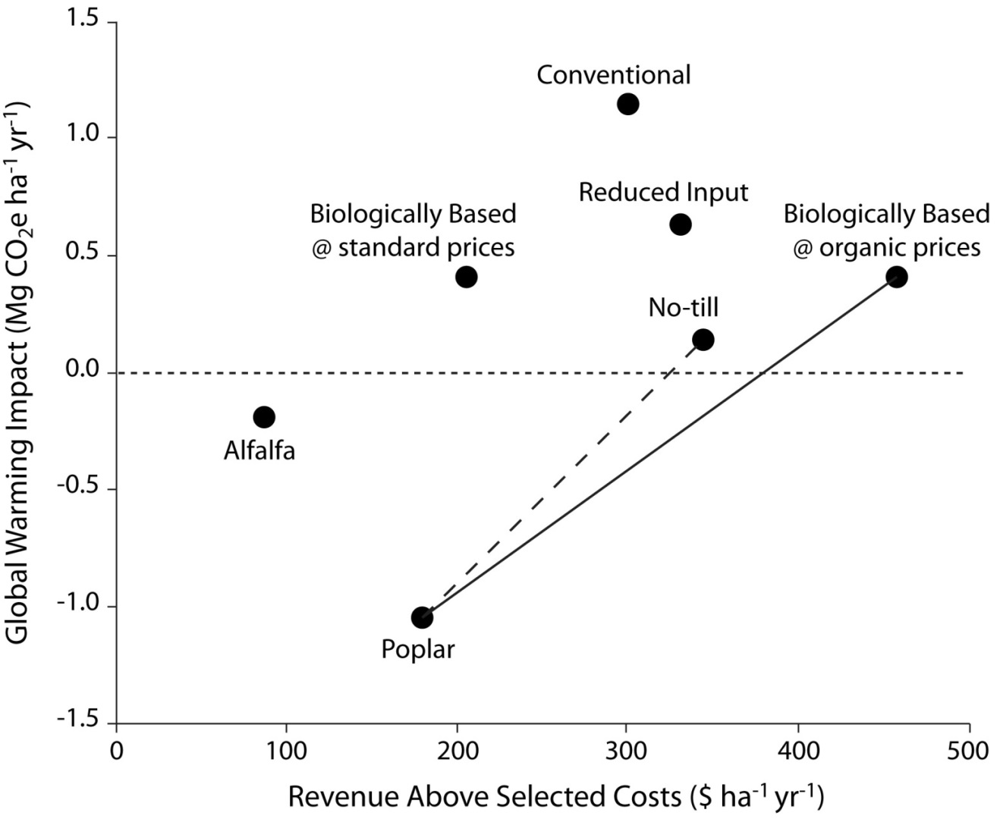 1.5
Conventional
1.0
Reduced Input
Biologically Based
@ standard prices
Biologically Based
@ organic prices
0.5
No-till
0.0
Alfalfa
-0.5
-1.0
Poplar
-1.5
0 100 200 300 400 500
Revenue Above Selected Costs ($ ha⁻¹ yr⁻¹)
Global Warming Impact (Mg CO₂e ha⁻¹ yr⁻¹)